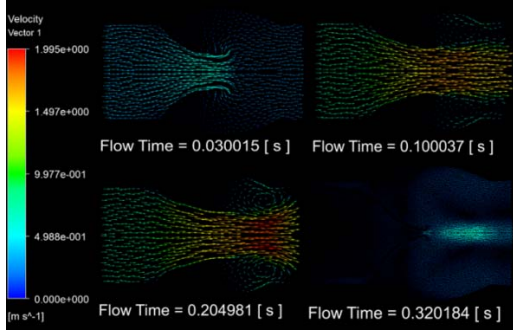 Velocity
Vector 1
1.995e+000
1.497e+000
9.977e-001
4.988e-001
0.000e+000
[m s^-1]
Flow Time = 0.030015 [ s ]
Flow Time = 0.100037 [ s ]
Flow Time = 0.204981 [ s ]
Flow Time = 0.320184 [ s ]